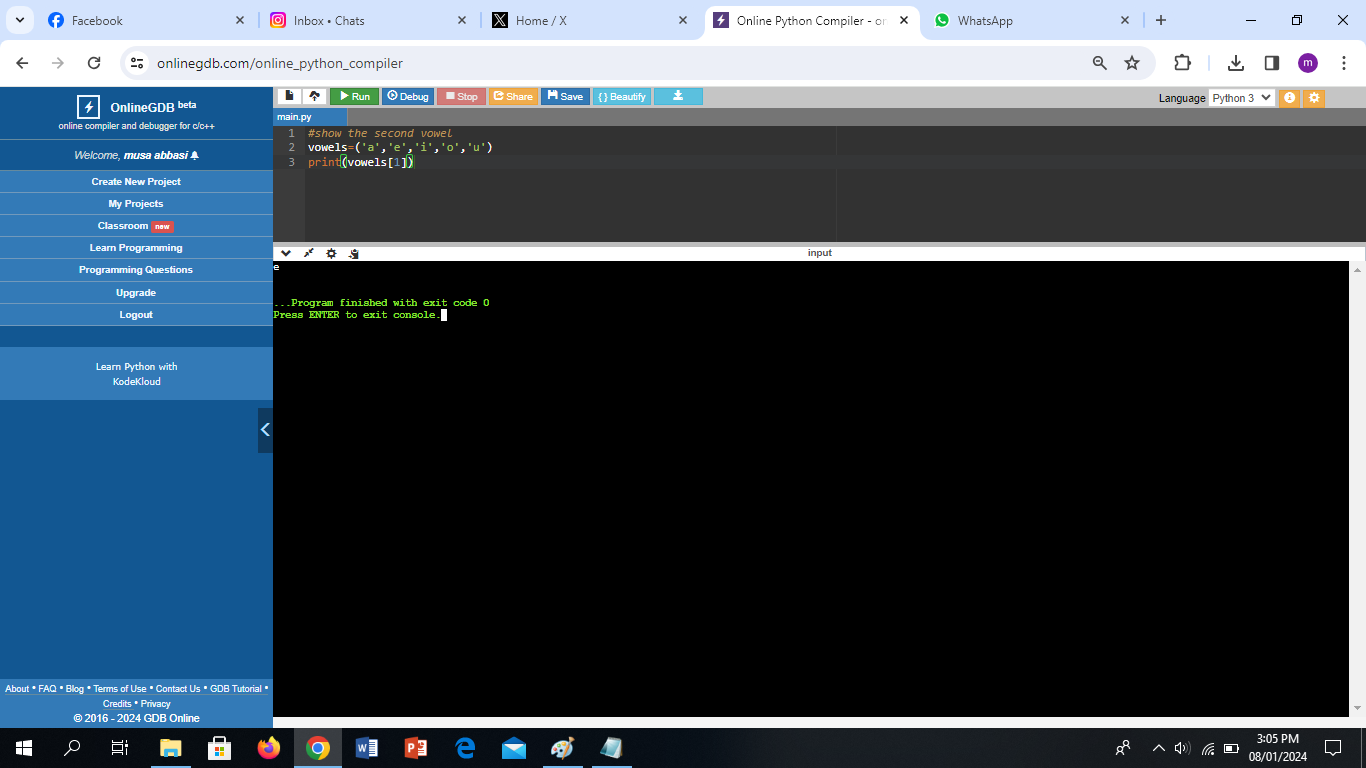 Facebook
Inbox • Chats
Home / X
Online Python Compiler - or
WhatsApp
onlinegdb.com/online_python_compiler
m
OnlineGDB beta
online compiler and debugger for c/c++
Welcome, musa abbasi
Create New Project
My Projects
Classroom new
Learn Programming
Programming Questions
Upgrade
Logout
Learn Python with
KodeKloud
About • FAQ • Blog • Terms of Use • Contact Us • GDB Tutorial •
Credits • Privacy
© 2016 - 2024 GDB Online
Run Debug Stop Share Save { } Beautify
Language Python 3
main.py
1 #show the second vowel
2 vowels=('a','e','i','o','u')
3 print(vowels[1])
input
e
...Program finished with exit code 0
Press ENTER to exit console.
3:05 PM
08/01/2024